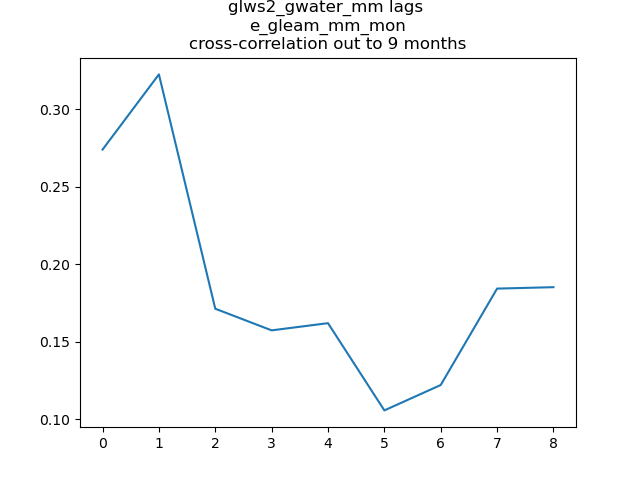 glws2_gwater_mm lags
e_gleam_mm_mon
cross-correlation out to 9 months
0.30
0.25
0.20
0.15
0.10
0 1 2 3 4 5 6 7 8